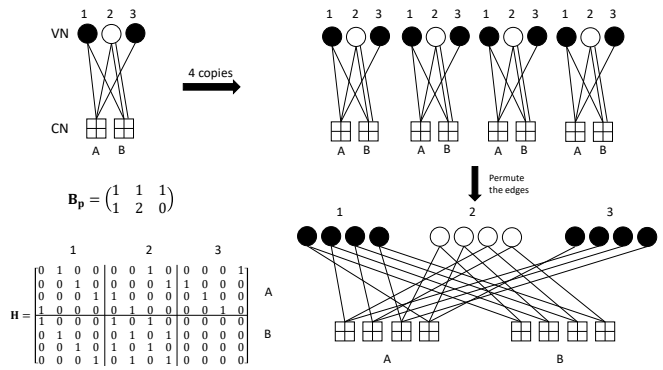 1 2 3
VN
CN
A B
4 copies
1 2 3 1 2 3 1 2 3 1 2 3
A B A B A B A B
Permute
the edges
B_p = (1 1 1
1 2 0)
1 2 3
0 1 0 0 0 0 1 0 0 0 0 1
0 0 1 0 0 0 0 1 1 0 0 0
0 0 0 1 1 0 0 0 0 1 0 0
1 0 0 0 0 1 0 0 0 0 1 0
H =
1 0 0 0 1 0 1 0 0 0 0 0
0 1 0 0 0 1 0 1 0 0 0 0
0 0 1 0 1 0 1 0 0 0 0 0
0 0 0 1 0 1 0 1 0 0 0 0
A
B
1 2 3
A B